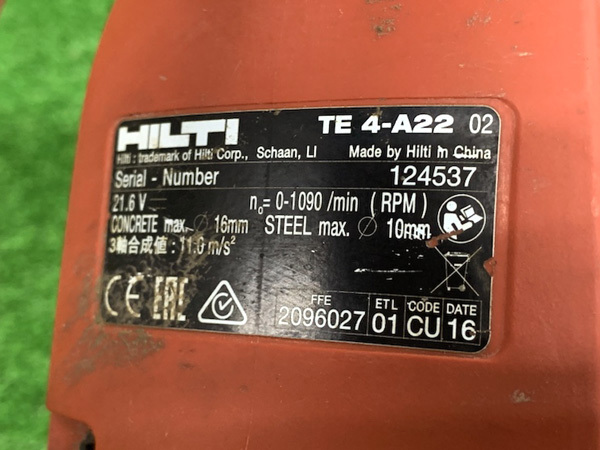 HILTI TE 4-A22 02
Hilti : trademark of Hilti Corp., Schaan, LI Made by Hilti in China
Serial - Number 124537
21.6 V n₀= 0-1090 /min ( RPM )
CONCRETE max. Ø 16mm STEEL max. Ø 10mm
3軸合成値 : 11.0 m/s²
CE EAC
FFE ETL CODE DATE
2096027 01 CU 16